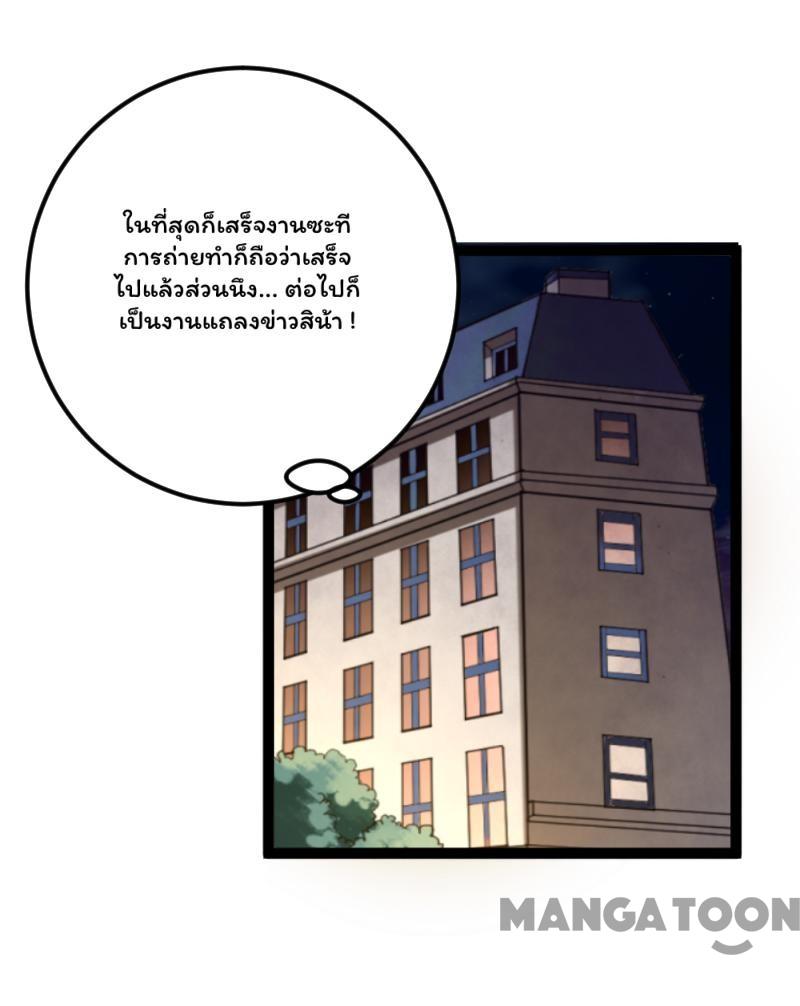 ในที่สุดก็เสร็จงานซะที
การถ่ายทำก็ถือว่าเสร็จ
ไปแล้วส่วนนึง... ต่อไปก็
เป็นงานแถลงข่าวสิน้า !
MANGATOON